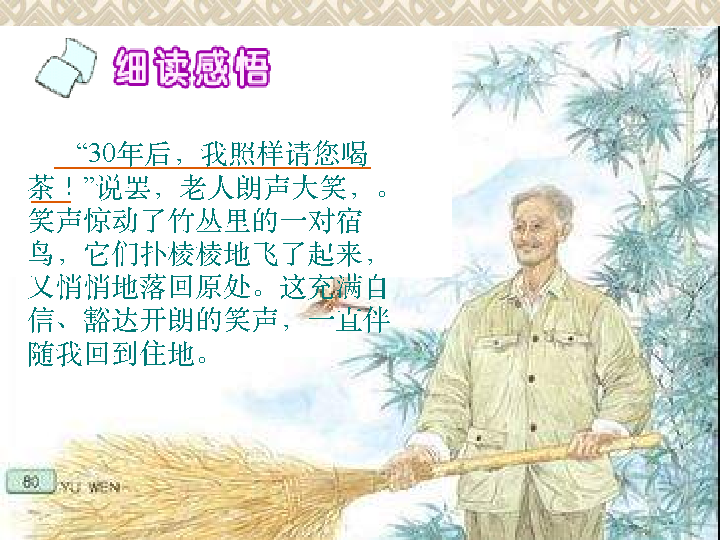 细读感悟
“30年后，我照样请您喝
茶！”说罢，老人朗声大笑，。
笑声惊动了竹丛里的一对宿
鸟，它们扑棱棱地飞了起来，
又悄悄地落回原处。这充满自
信、豁达开朗的笑声，一直伴
随我回到住地。
80 YU WEN